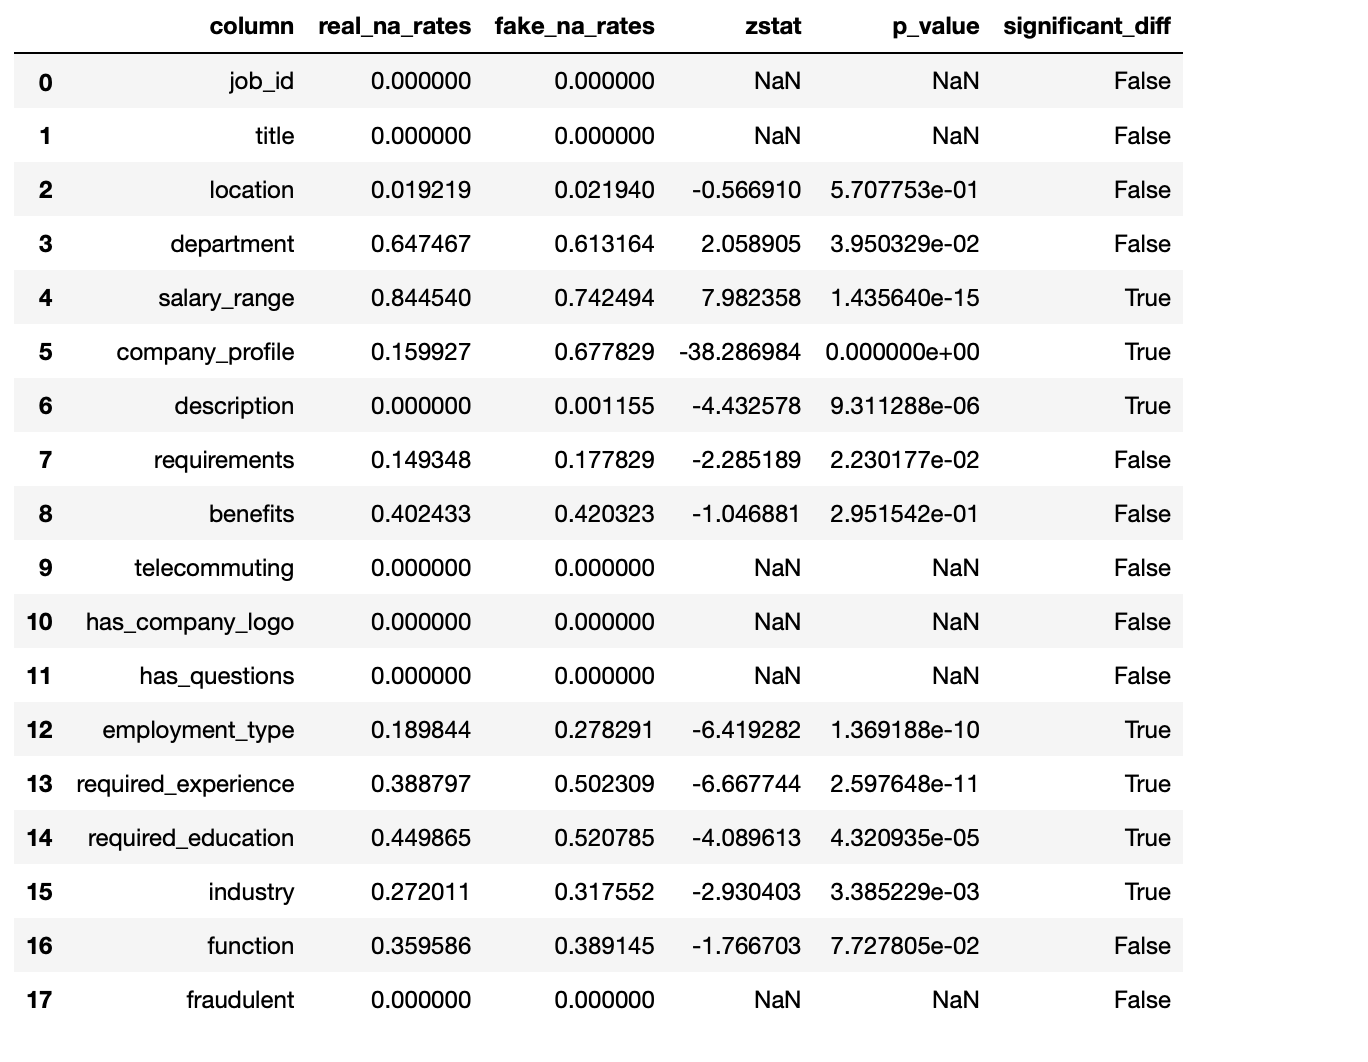 column real_na_rates fake_na_rates zstat p_value significant_diff
0 job_id 0.000000 0.000000 NaN NaN False
1 title 0.000000 0.000000 NaN NaN False
2 location 0.019219 0.021940 -0.566910 5.707753e-01 False
3 department 0.647467 0.613164 2.058905 3.950329e-02 False
4 salary_range 0.844540 0.742494 7.982358 1.435640e-15 True
5 company_profile 0.159927 0.677829 -38.286984 0.000000e+00 True
6 description 0.000000 0.001155 -4.432578 9.311288e-06 True
7 requirements 0.149348 0.177829 -2.285189 2.230177e-02 False
8 benefits 0.402433 0.420323 -1.046881 2.951542e-01 False
9 telecommuting 0.000000 0.000000 NaN NaN False
10 has_company_logo 0.000000 0.000000 NaN NaN False
11 has_questions 0.000000 0.000000 NaN NaN False
12 employment_type 0.189844 0.278291 -6.419282 1.369188e-10 True
13 required_experience 0.388797 0.502309 -6.667744 2.597648e-11 True
14 required_education 0.449865 0.520785 -4.089613 4.320935e-05 True
15 industry 0.272011 0.317552 -2.930403 3.385229e-03 True
16 function 0.359586 0.389145 -1.766703 7.727805e-02 False
17 fraudulent 0.000000 0.000000 NaN NaN False